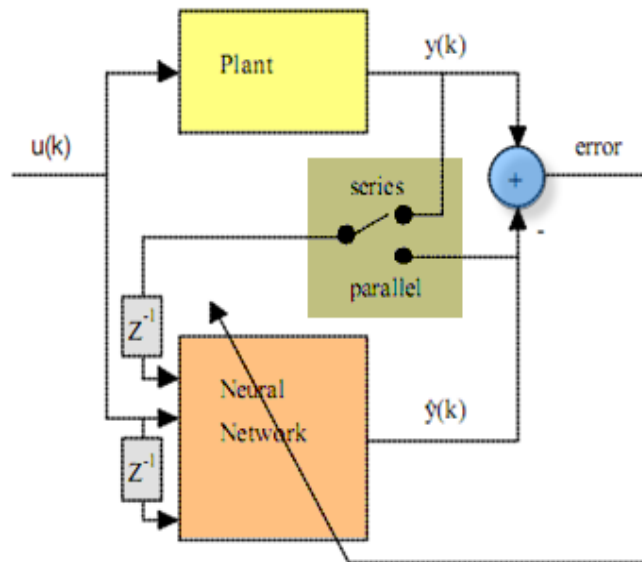 Plant
y(k)
u(k)
error
series
+
-
parallel
Z⁻¹
Neural
Network
ŷ(k)
Z⁻¹